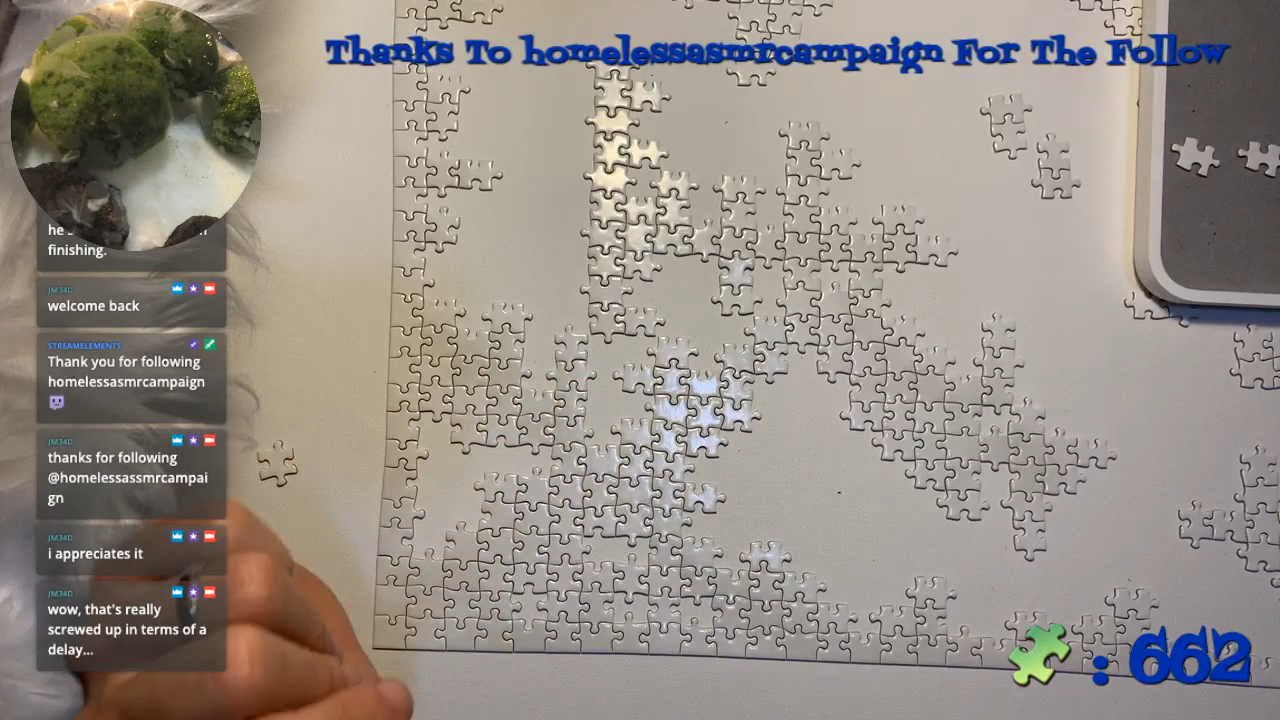 Thanks To homelessasmrcampaign For The Follow
finishing.
JM34D
welcome back
STREAMELEMENTS
Thank you for following
homelessasmrcampaign
JM34D
thanks for following
@homelessassmrcampai
gn
JM34D
i appreciates it
JM34D
wow, that's really
screwed up in terms of a
delay...
: 662